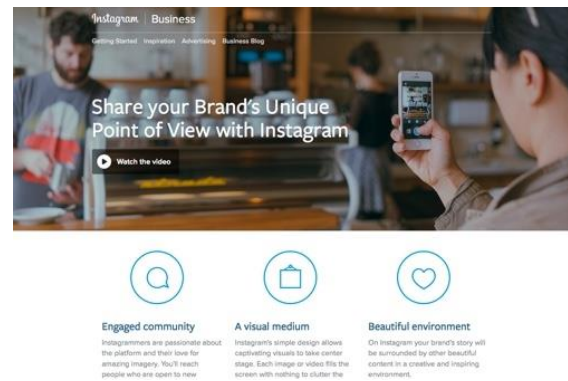 Instagram Business
Getting Started Inspiration Advertising Business Blog
Share your Brand's Unique
Point of View with Instagram
Watch the video
Engaged community
Instagrammers are passionate about
the platform and their love for
amazing imagery. You'll reach
people who are open to new
A visual medium
Instagram's simple design allows
captivating visuals to take center
stage. Each image or video fills the
screen with nothing to clutter the
Beautiful environment
On Instagram your brand's story will
be surrounded by other beautiful
content in a creative and inspiring
environment.